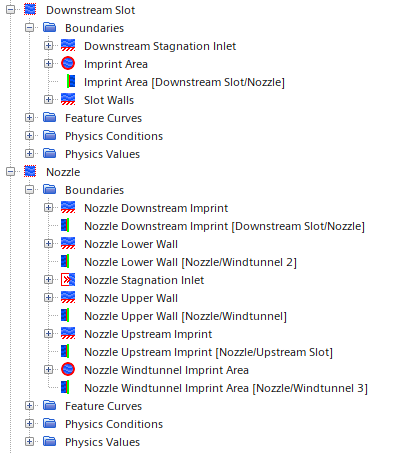 Downstream Slot
Boundaries
Downstream Stagnation Inlet
Imprint Area
Imprint Area [Downstream Slot/Nozzle]
Slot Walls
Feature Curves
Physics Conditions
Physics Values
Nozzle
Boundaries
Nozzle Downstream Imprint
Nozzle Downstream Imprint [Downstream Slot/Nozzle]
Nozzle Lower Wall
Nozzle Lower Wall [Nozzle/Windtunnel 2]
Nozzle Stagnation Inlet
Nozzle Upper Wall
Nozzle Upper Wall [Nozzle/Windtunnel]
Nozzle Upstream Imprint
Nozzle Upstream Imprint [Nozzle/Upstream Slot]
Nozzle Windtunnel Imprint Area
Nozzle Windtunnel Imprint Area [Nozzle/Windtunnel 3]
Feature Curves
Physics Conditions
Physics Values